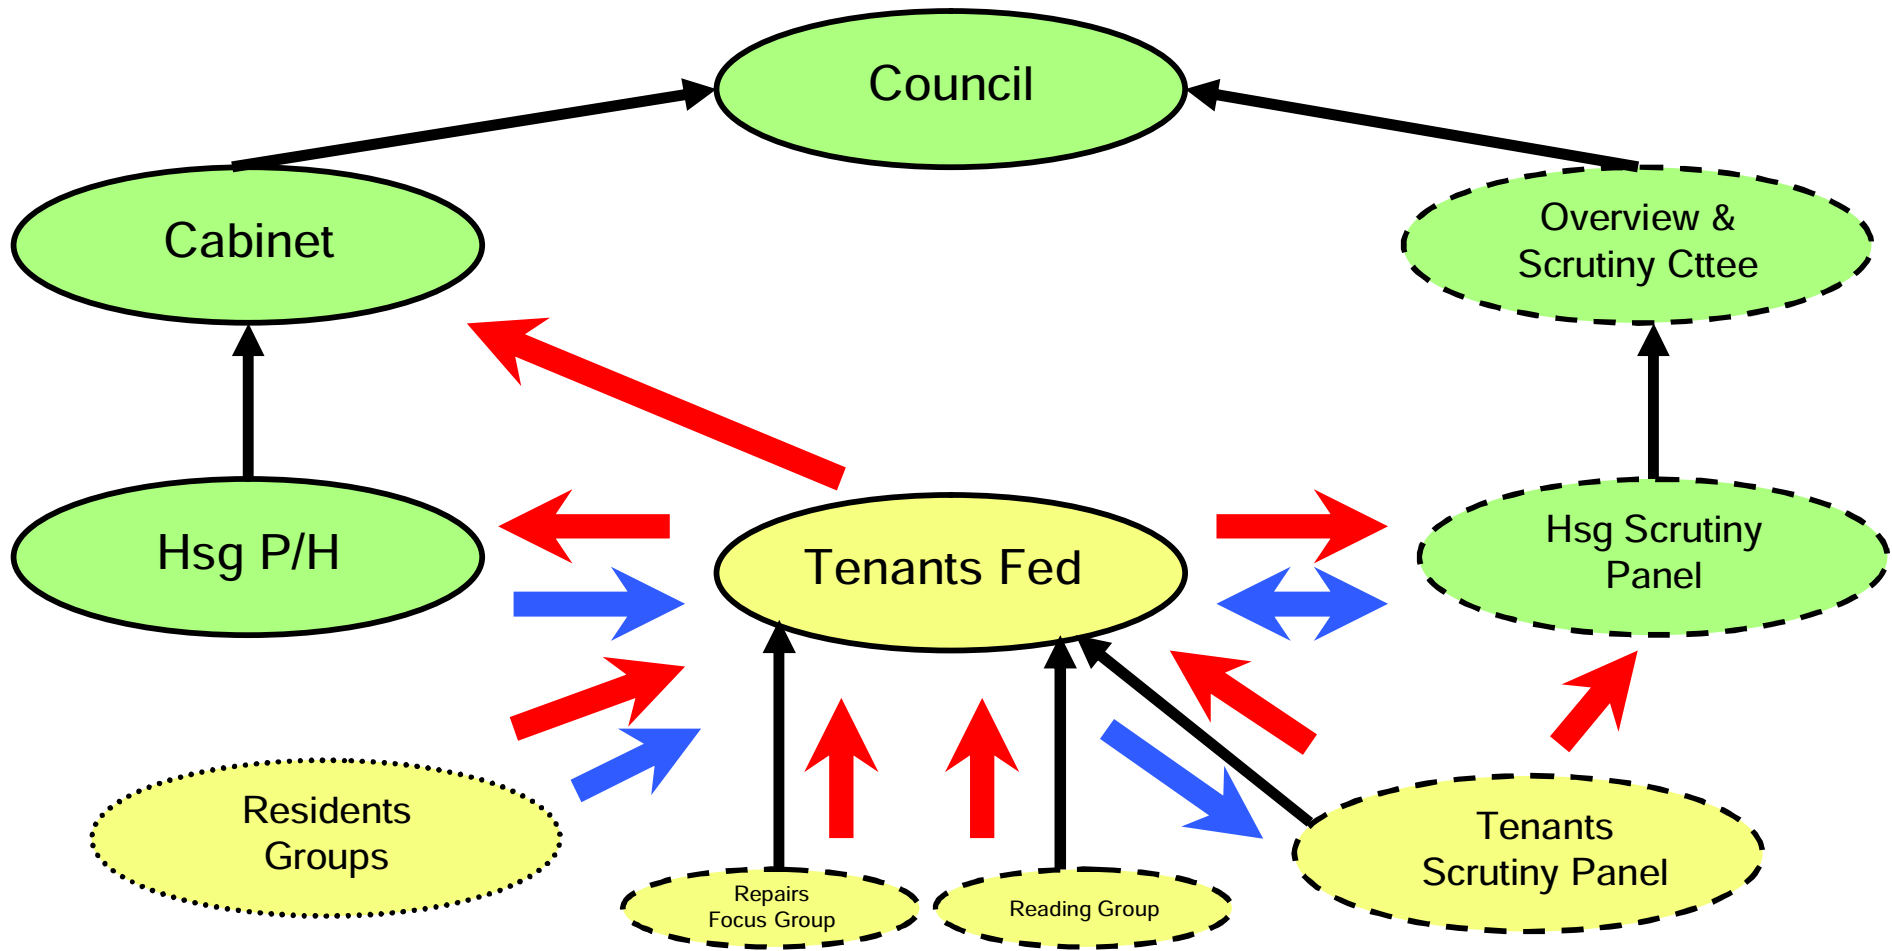 Council
Cabinet
Overview &
Scrutiny Cttee
Hsg P/H
Tenants Fed
Hsg Scrutiny
Panel
Residents
Groups
Repairs
Focus Group
Reading Group
Tenants
Scrutiny Panel